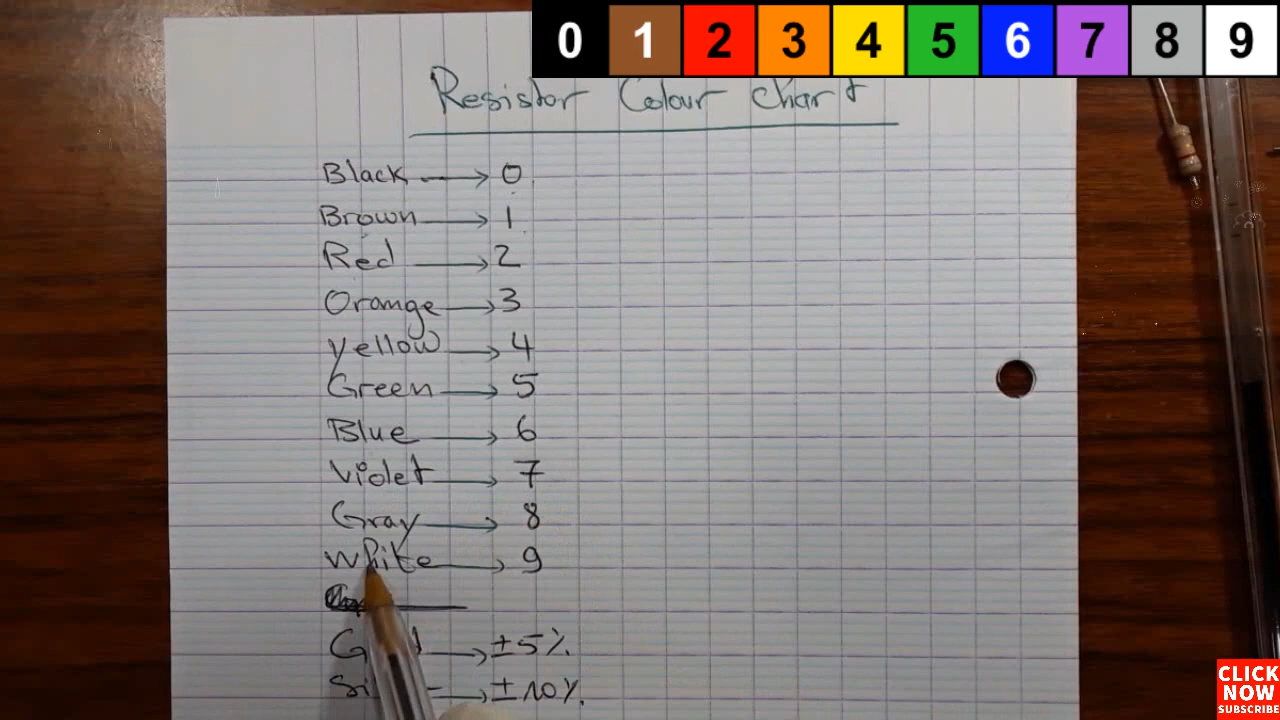 0 1 2 3 4 5 6 7 8 9
Resistor Colour Chart
Black → 0
Brown → 1
Red → 2
Orange → 3
Yellow → 4
Green → 5
Blue → 6
Violet → 7
Gray → 8
White → 9
→ ±5%
→ ±10%.
CLICK
NOW
SUBSCRIBE